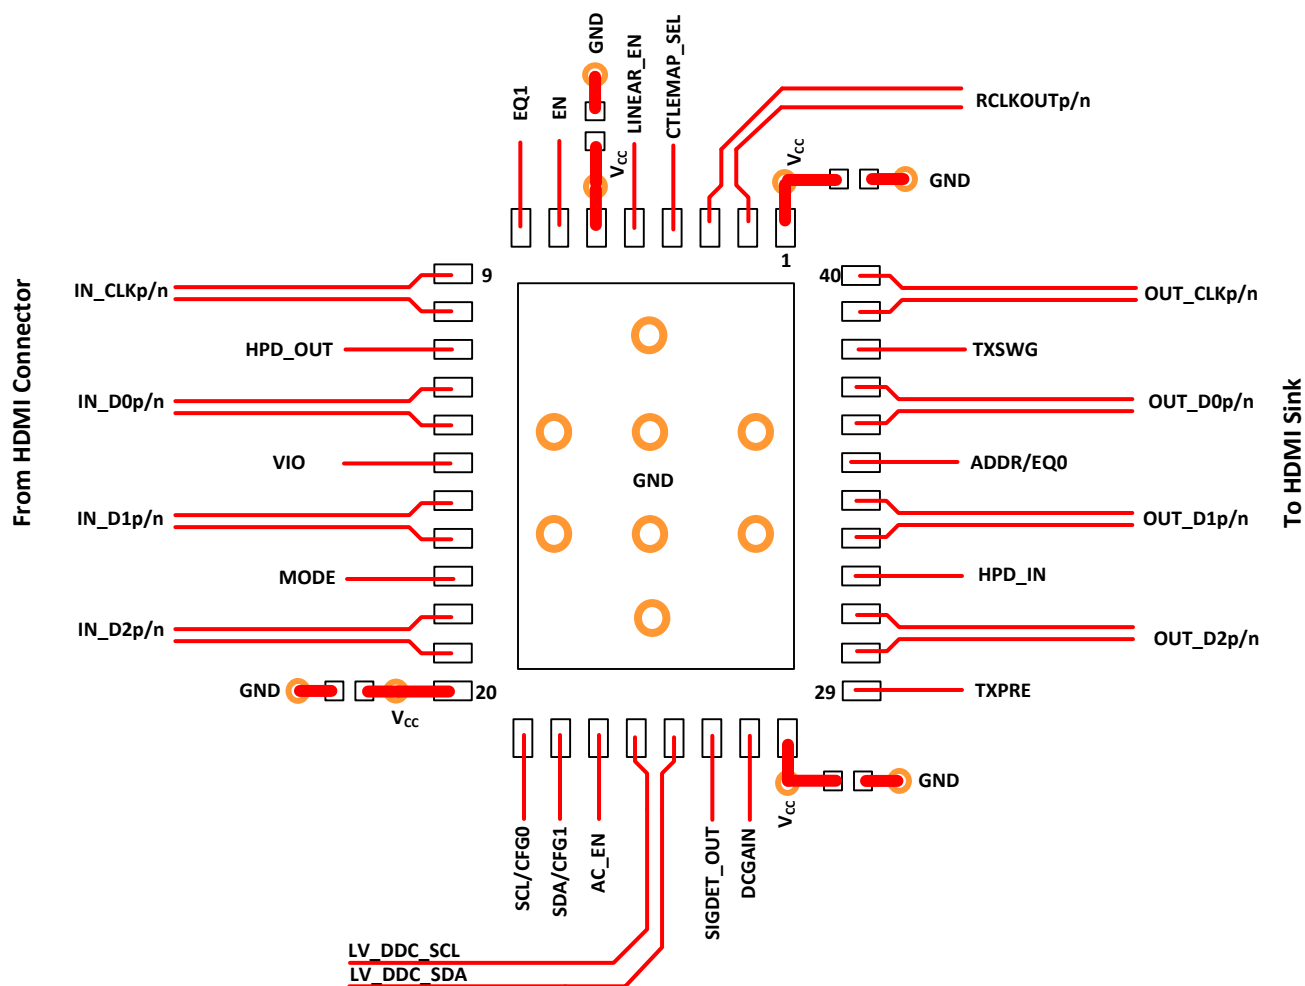 GND
EQ1
EN
LINEAR_EN
CTLEMAP_SEL
RCLKOUTp/n
VCC
VCC
GND
1
9
40
IN_CLKp/n
OUT_CLKp/n
HPD_OUT
TXSWG
IN_D0p/n
OUT_D0p/n
From HDMI Connector
To HDMI Sink
VIO
ADDR/EQ0
GND
IN_D1p/n
OUT_D1p/n
MODE
HPD_IN
IN_D2p/n
OUT_D2p/n
GND
20
29
TXPRE
VCC
GND
VCC
SCL/CFG0
SDA/CFG1
AC_EN
SIGDET_OUT
DCGAIN
LV_DDC_SCL
LV_DDC_SDA